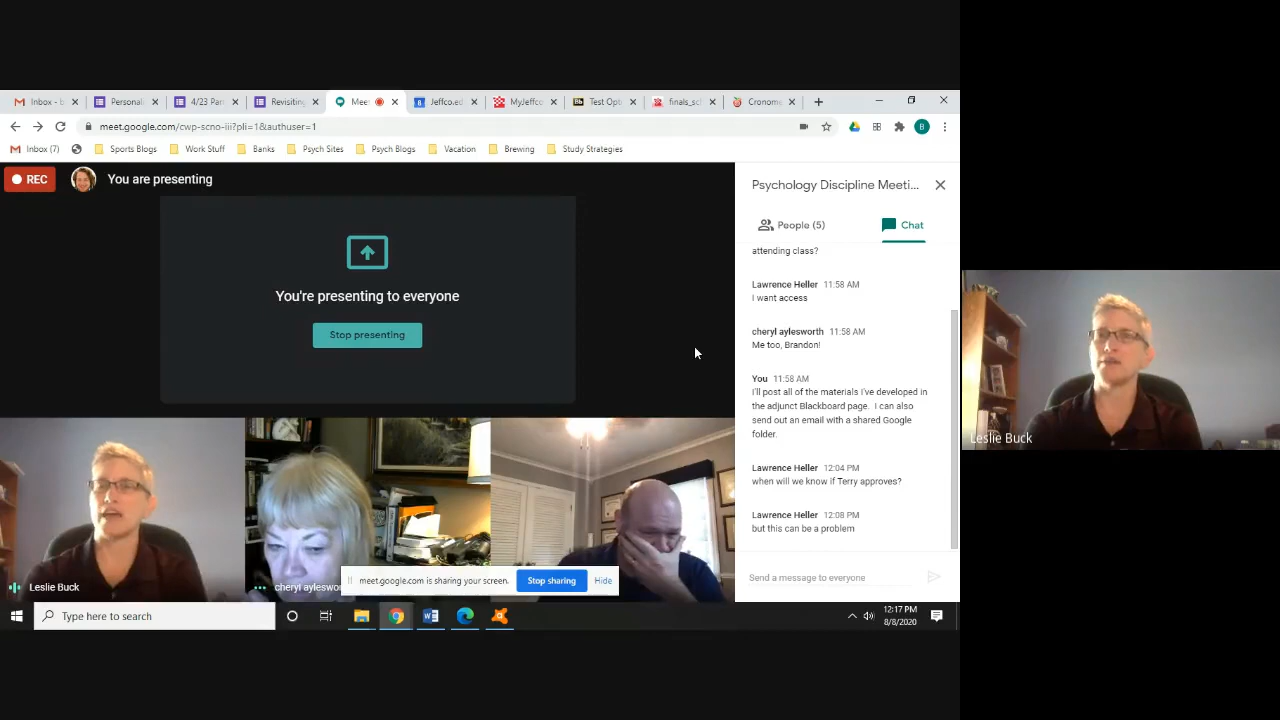 Inbox - b
Personali
4/23 Par
Revisiting
Mee
Jeffco.ed
MyJeffco
Bb
Test Opt
finals_scl
Cronome
meet.google.com/cwp-scno-iii?pli=1&authuser=1
B
Inbox (7)
Sports Blogs
Work Stuff
Banks
Psych Sites
Psych Blogs
Vacation
Brewing
Study Strategies
REC
You are presenting
You're presenting to everyone
Stop presenting
Psychology Discipline Meeti...
People (5)
Chat
attending class?
Lawrence Heller 11:58 AM
I want access
cheryl aylesworth 11:58 AM
Me too, Brandon!
You 11:58 AM
I'll post all of the materials I've developed in
the adjunct Blackboard page. I can also
send out an email with a shared Google
folder.
Lawrence Heller 12:04 PM
when will we know if Terry approves?
Lawrence Heller 12:08 PM
but this can be a problem
Send a message to everyone
Leslie Buck
cheryl ayleswor
meet.google.com is sharing your screen.
Stop sharing
Hide
Leslie Buck
Type here to search
12:17 PM
8/8/2020